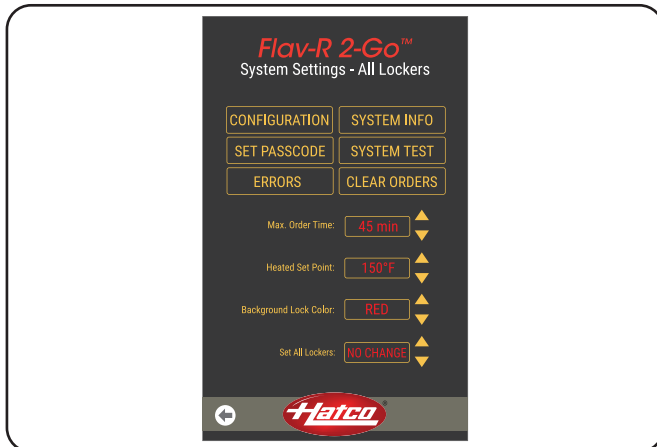 Flav-R 2-Go™
System Settings - All Lockers
CONFIGURATION SYSTEM INFO
SET PASSCODE SYSTEM TEST
ERRORS CLEAR ORDERS
Max. Order Time: 45 min
Heated Set Point: 150°F
Background Lock Color: RED
Set All Lockers: NO CHANGE
Hatco®